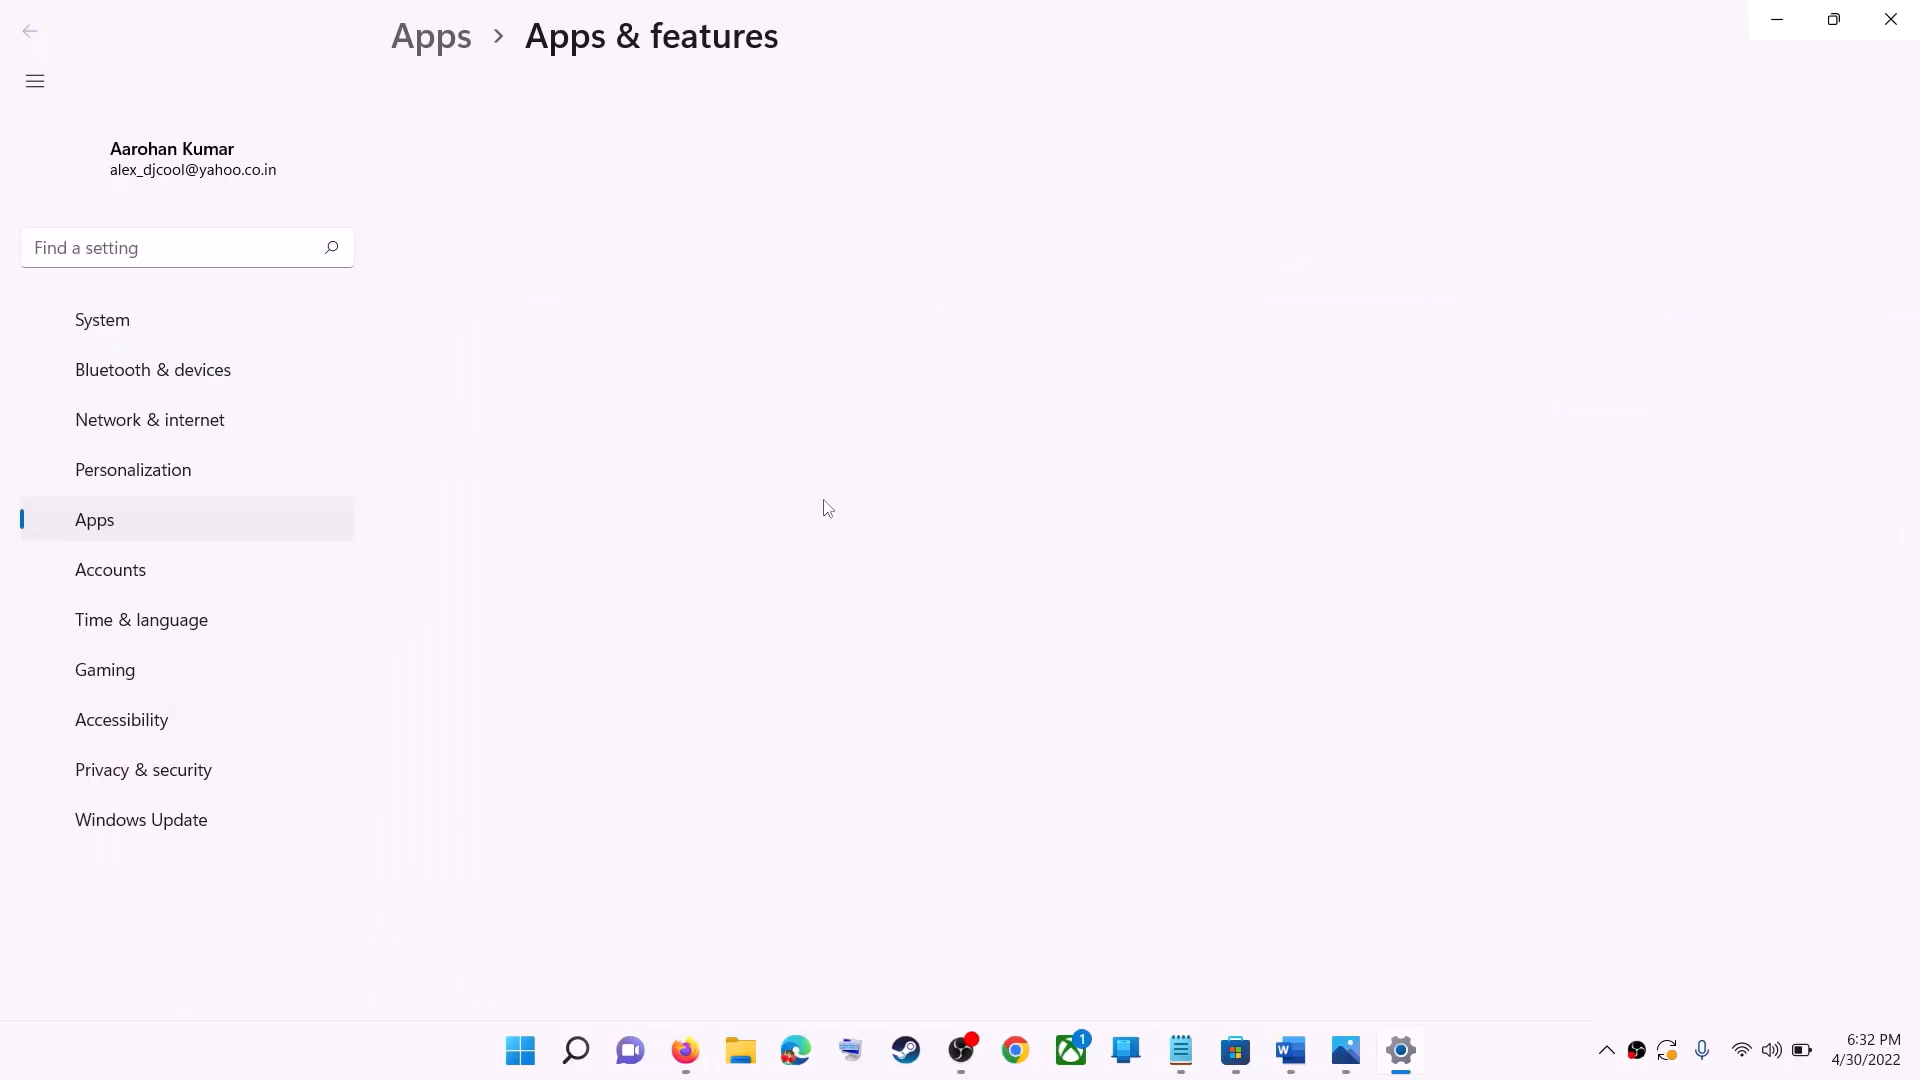 Apps > Apps & features
Aarohan Kumar
alex_djcool@yahoo.co.in
Find a setting
System
Bluetooth & devices
Network & internet
Personalization
Apps
Accounts
Time & language
Gaming
Accessibility
Privacy & security
Windows Update
1
W
6:32 PM
4/30/2022